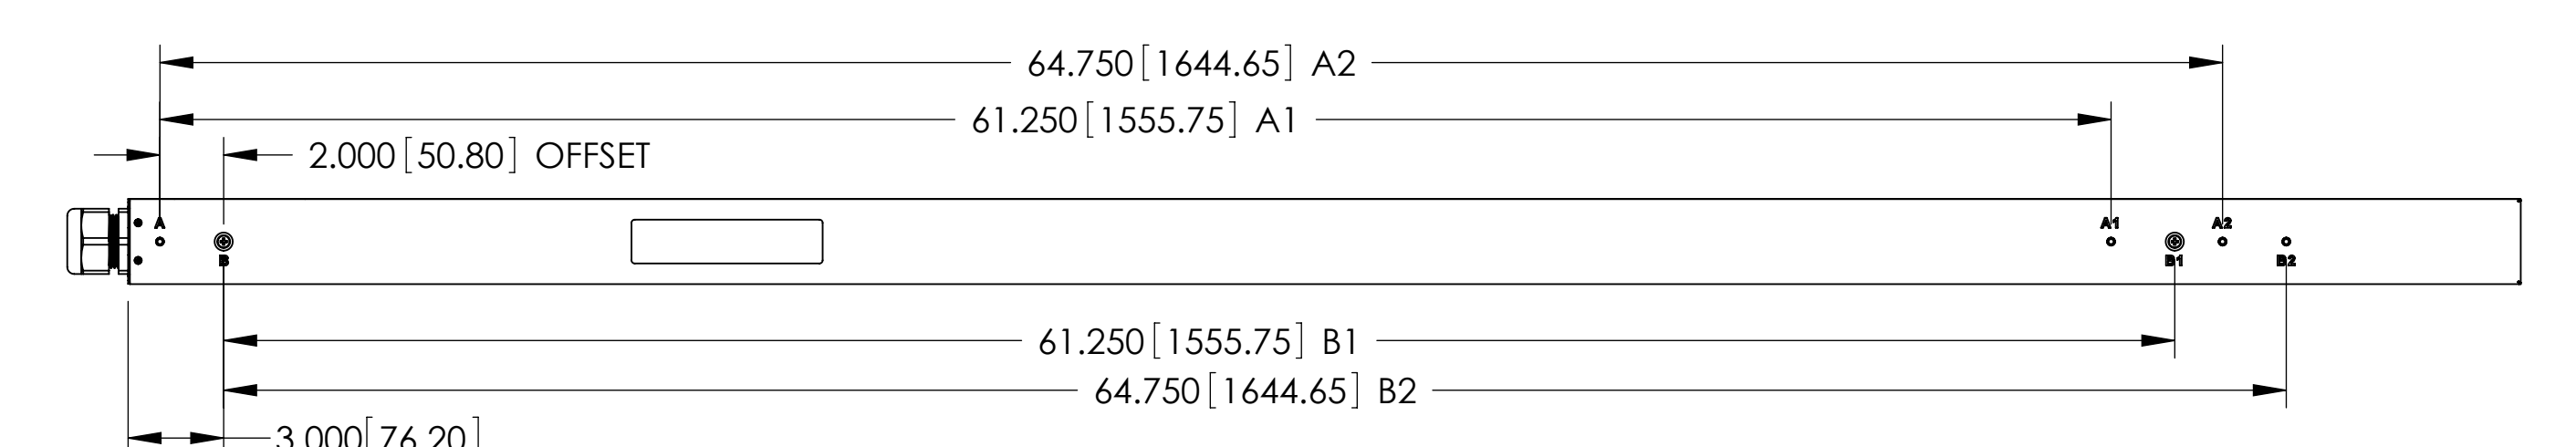 64.750[1644.65] A2
61.250[1555.75] A1
2.000[50.80] OFFSET
A
A1
A2
B
B1
B2
61.250[1555.75] B1
64.750[1644.65] B2
3.000[76.20]